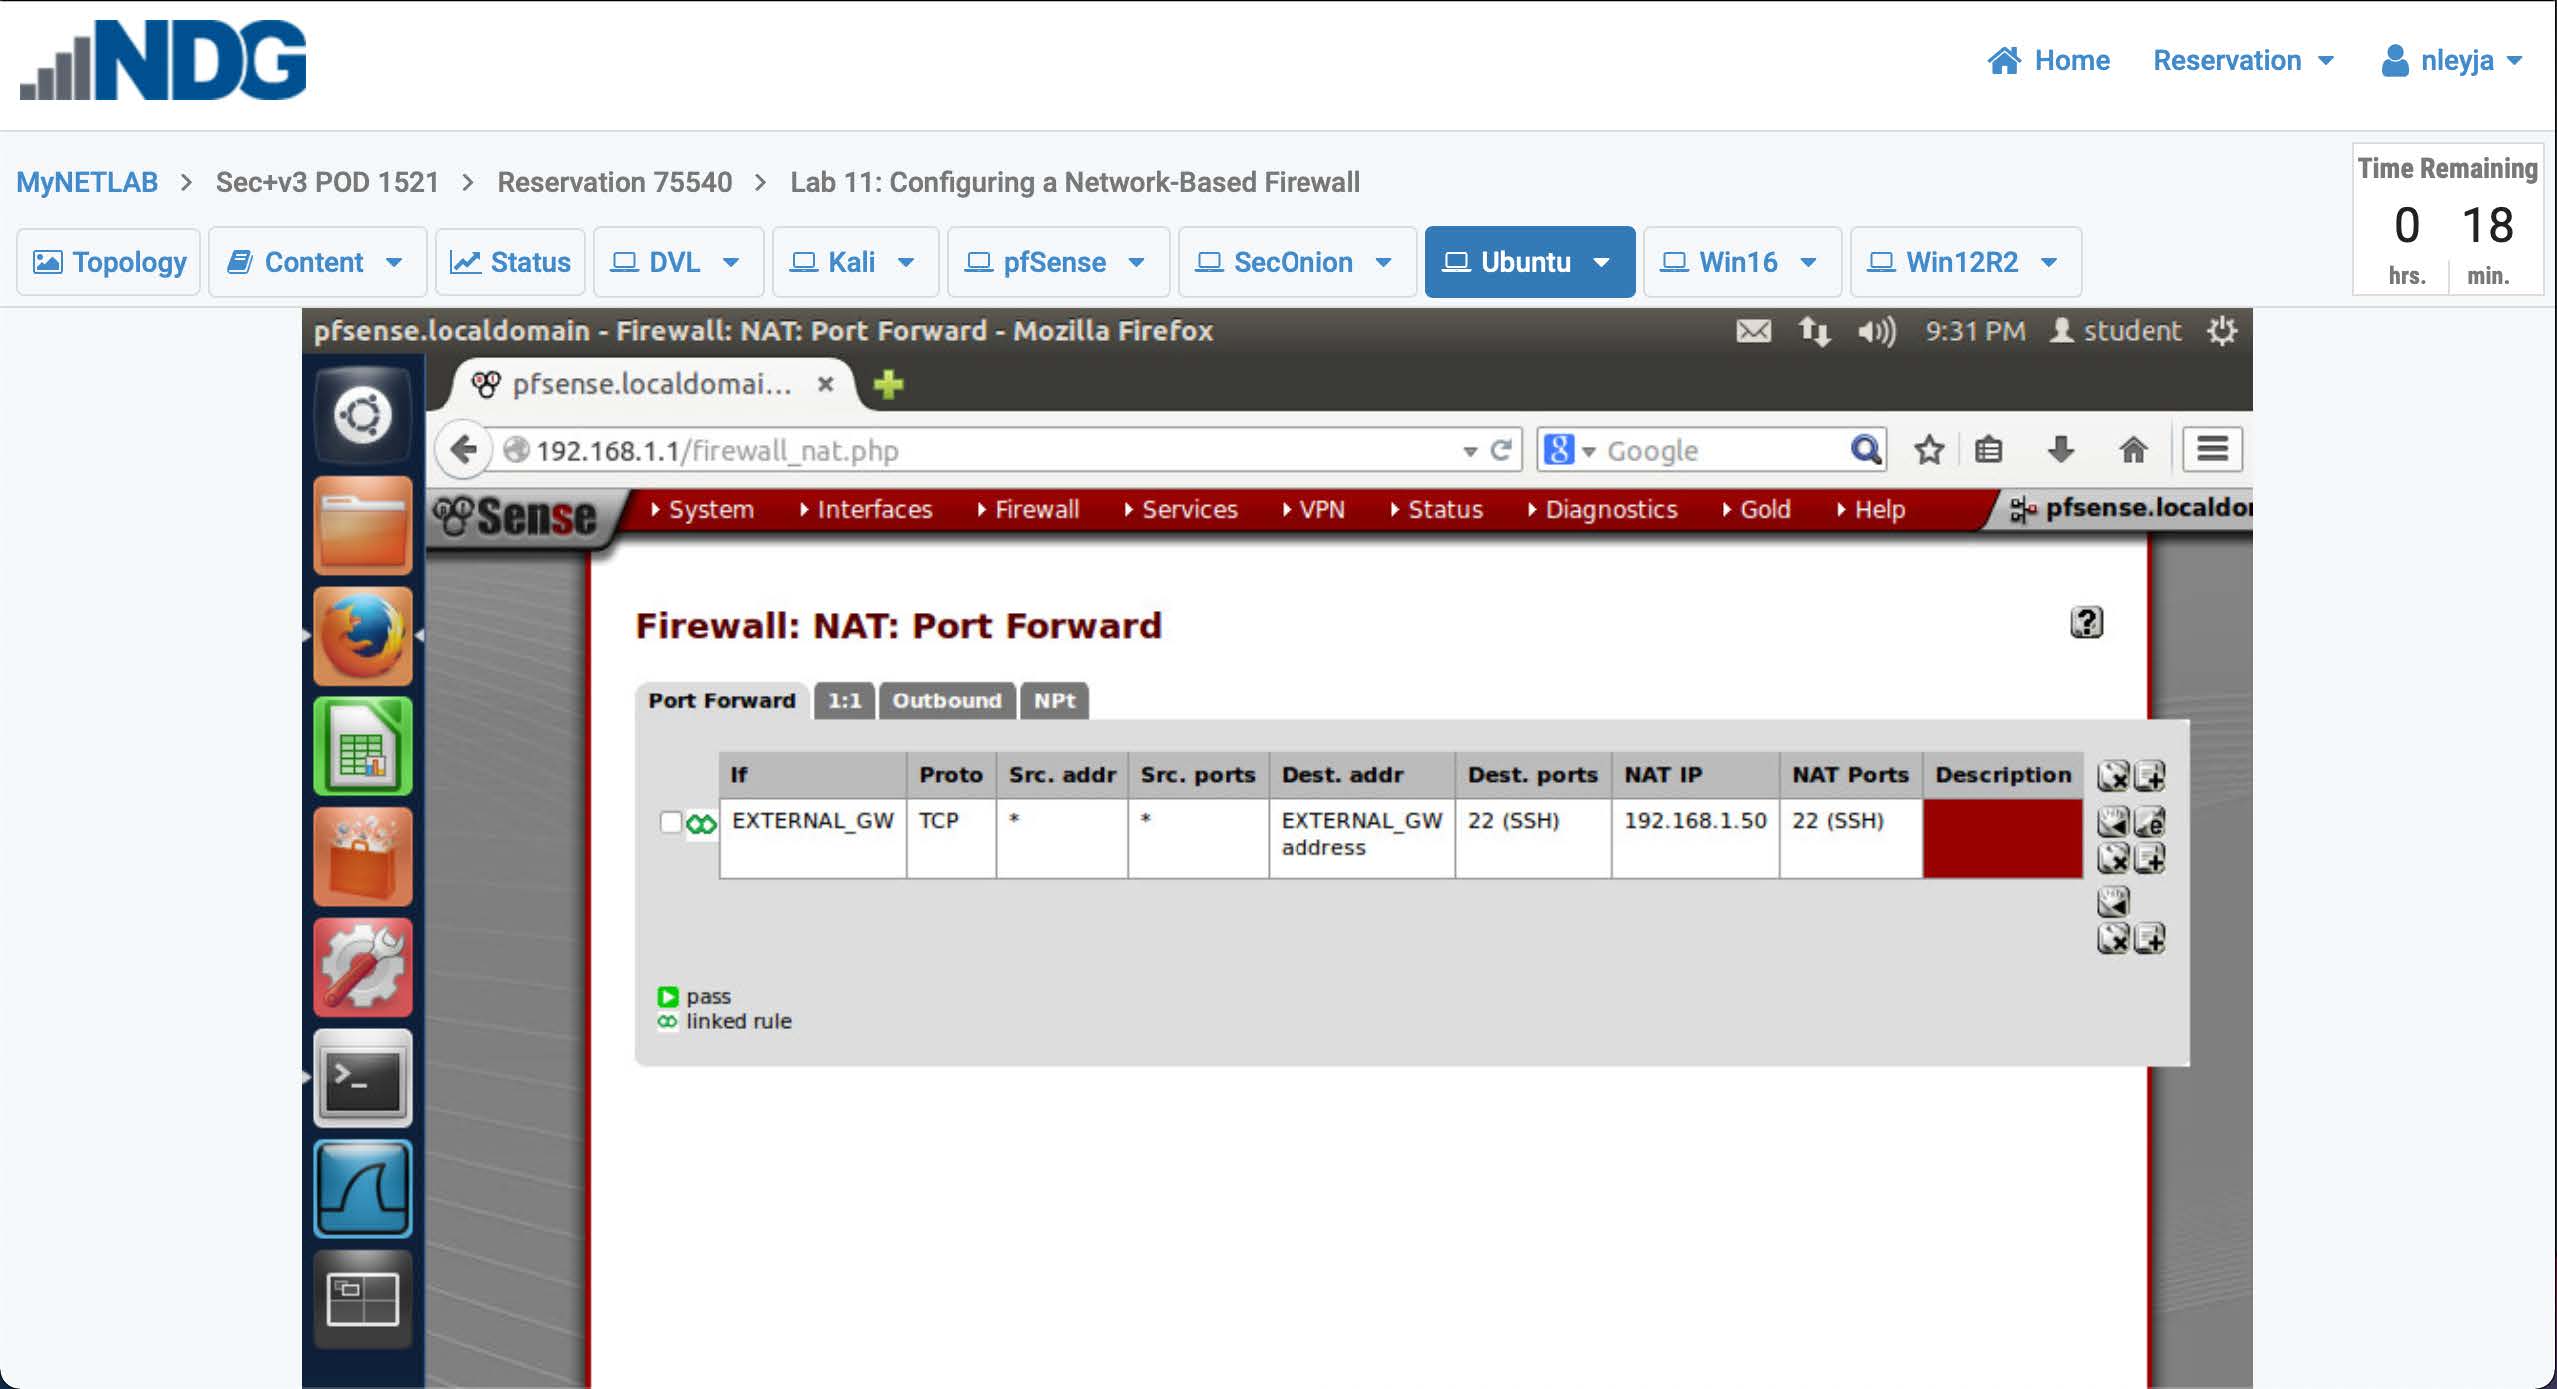 NDG
Home Reservation nleyja
MyNETLAB > Sec+v3 POD 1521 > Reservation 75540 > Lab 11: Configuring a Network-Based Firewall
Time Remaining
0 18
hrs. min.
Topology Content Status DVL Kali pfSense SecOnion Ubuntu Win16 Win12R2
pfsense.localdomain - Firewall: NAT: Port Forward - Mozilla Firefox 9:31 PM student
pfsense.localdomai... ×
192.168.1.1/firewall_nat.php 8 Google
Sense System Interfaces Firewall Services VPN Status Diagnostics Gold Help pfsense.localdo
Firewall: NAT: Port Forward ?
Port Forward 1:1 Outbound NPt
If Proto Src. addr Src. ports Dest. addr Dest. ports NAT IP NAT Ports Description
EXTERNAL_GW TCP * * EXTERNAL_GW 22 (SSH) 192.168.1.50 22 (SSH)
address
pass
linked rule